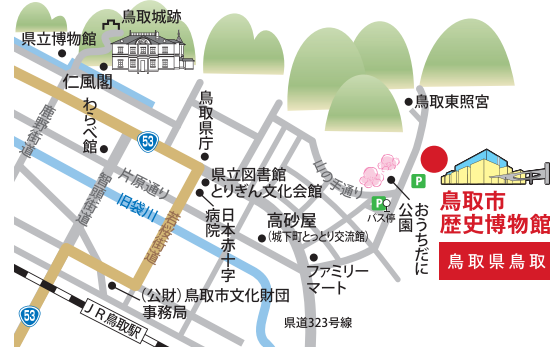 鳥取城跡
県立博物館
仁風閣
わらべ館
鹿野街道
53
鳥取県庁
鳥取東照宮
山の手通り
片原通り
智頭街道
旧袋川
若桜街道
県立図書館
とりぎん文化会館
日本赤十字
病院
高砂屋
(城下町とっとり交流館)
P
P
バス停
おうちだに
公園
鳥取市
歴史博物館
鳥取県鳥取
ファミリー
マート
(公財)鳥取市文化財団
事務局
53
JR鳥取駅
県道323号線